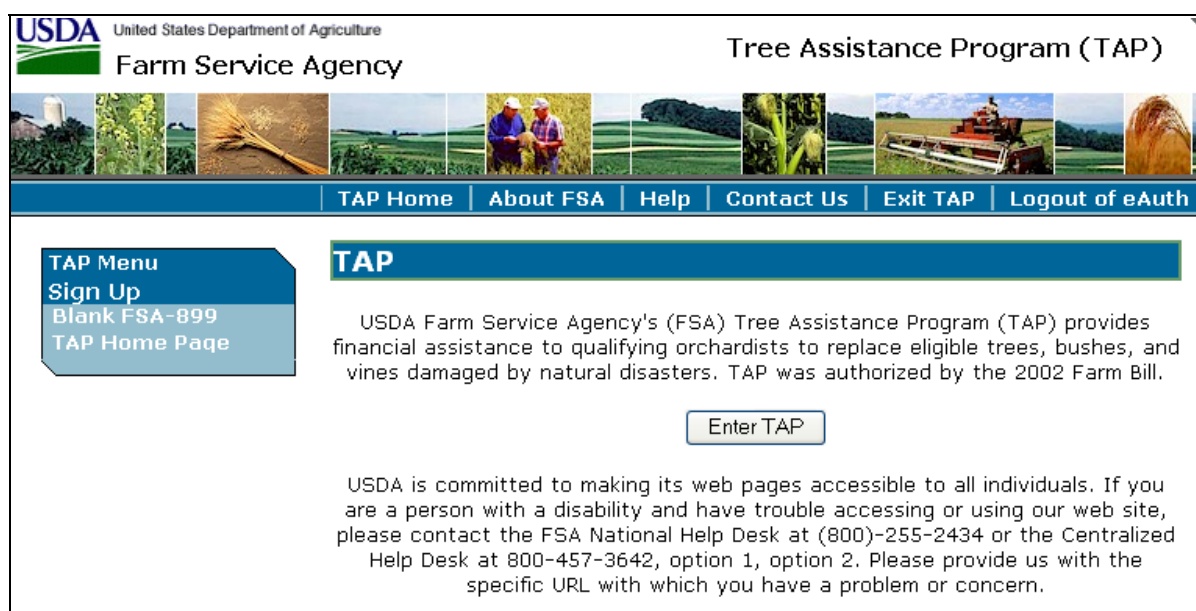 USDA United States Department of Agriculture
Farm Service Agency
Tree Assistance Program (TAP)
TAP Home | About FSA | Help | Contact Us | Exit TAP | Logout of eAuth
TAP Menu
Sign Up
Blank FSA-899
TAP Home Page
TAP
USDA Farm Service Agency's (FSA) Tree Assistance Program (TAP) provides
financial assistance to qualifying orchardists to replace eligible trees, bushes, and
vines damaged by natural disasters. TAP was authorized by the 2002 Farm Bill.
Enter TAP
USDA is committed to making its web pages accessible to all individuals. If you
are a person with a disability and have trouble accessing or using our web site,
please contact the FSA National Help Desk at (800)-255-2434 or the Centralized
Help Desk at 800-457-3642, option 1, option 2. Please provide us with the
specific URL with which you have a problem or concern.